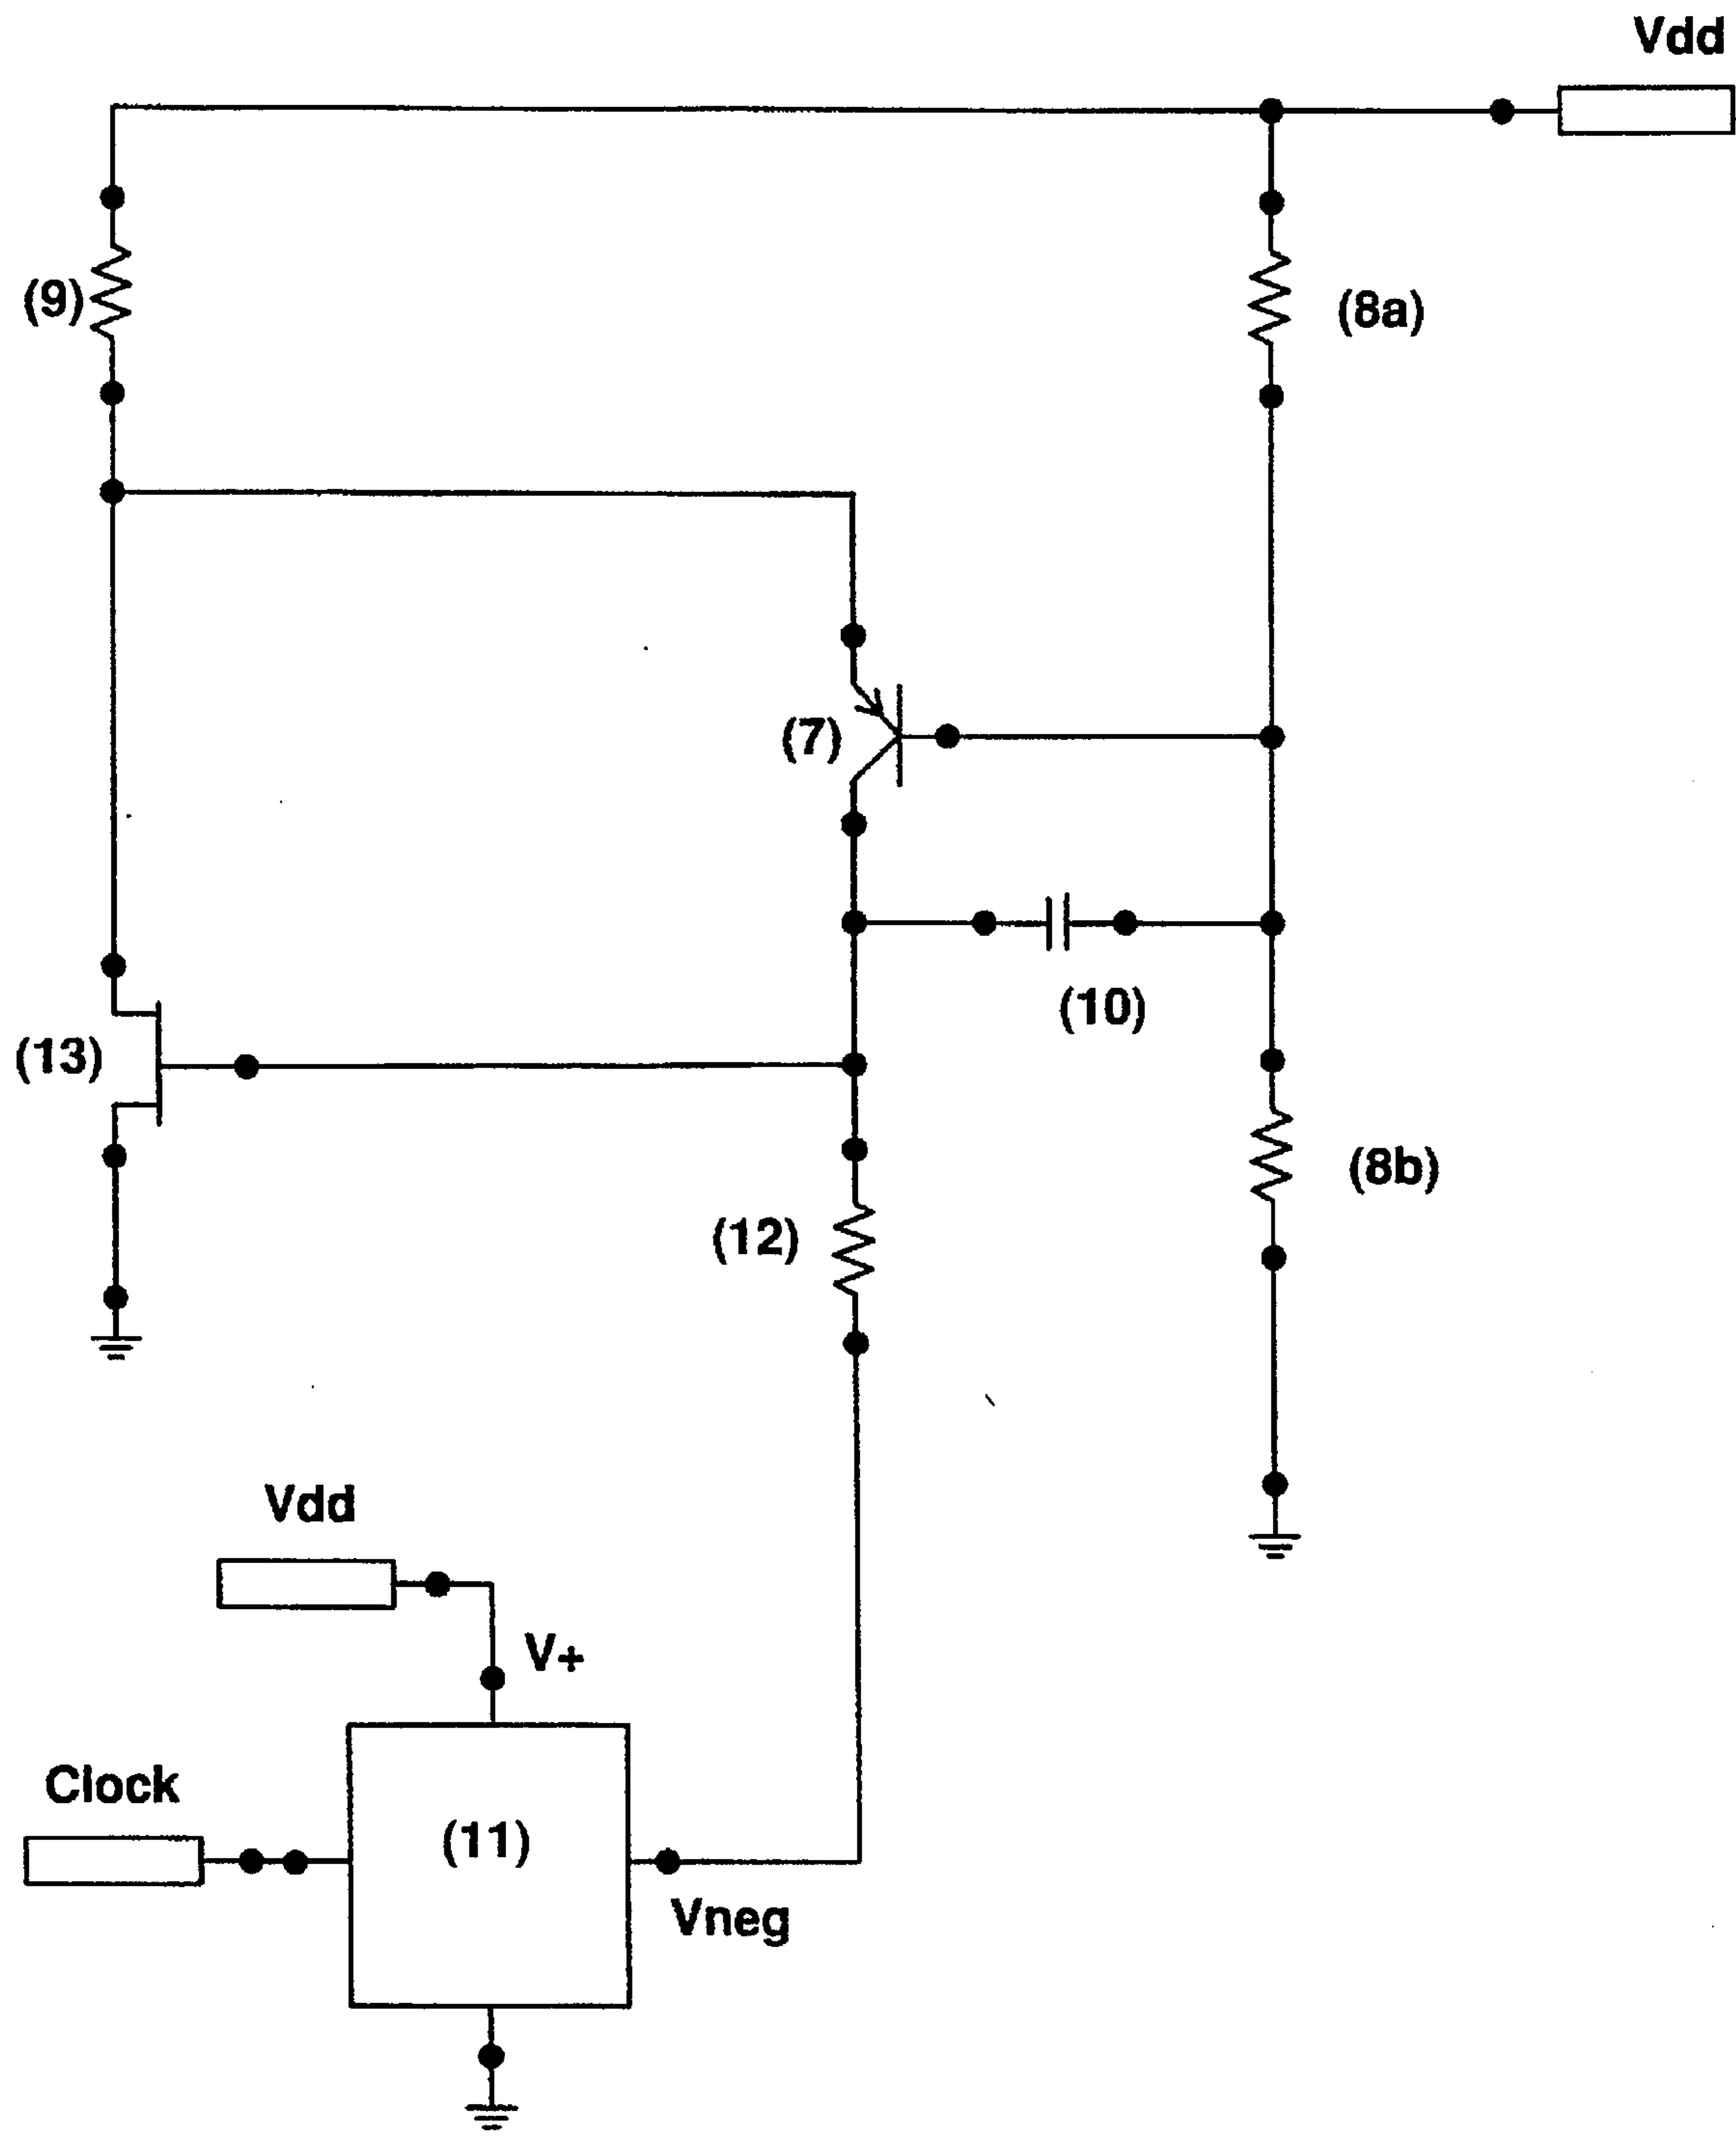 Vdd
(9)
(8a)
(7)
(10)
(13)
(8b)
(12)
Vdd
V+
Clock
(11)
Vneg